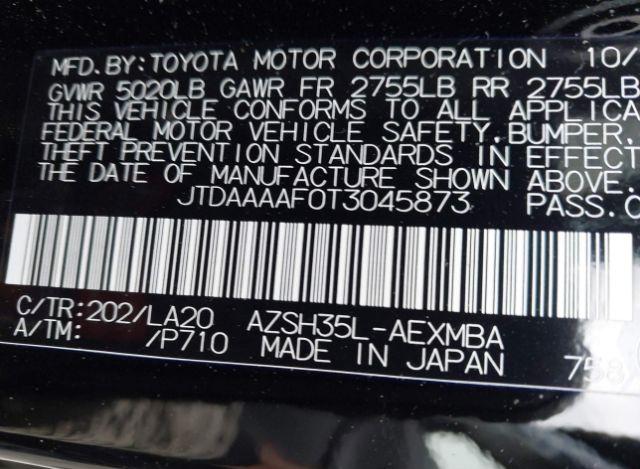 MFD.BY:TOYOTA MOTOR CORPORATION 10/
GVWR 5020LB GAWR FR 2755LB RR 2755LB
THIS VEHICLE CONFORMS TO ALL APPLICA
FEDERAL MOTOR VEHICLE SAFETY,BUMPER,
THEFT PREVENTION STANDARDS IN EFFECT
THE DATE OF MANUFACTURE SHOWN ABOVE.
JTDAAAAF0T3045873 PASS.C
C/TR:202/LA20 AZSH35L-AEXMBA
A/TM: /P710 MADE IN JAPAN 758